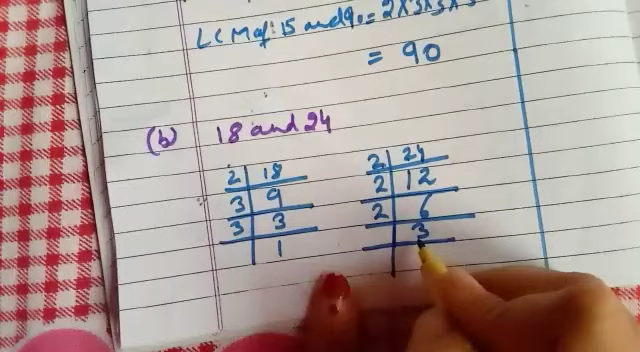 LCM of 15 and 90 = 2×3×3×5
= 90
(b) 18 and 24
2 | 18
3 | 9
3 | 3
1
2 | 24
2 | 12
2 | 6
3